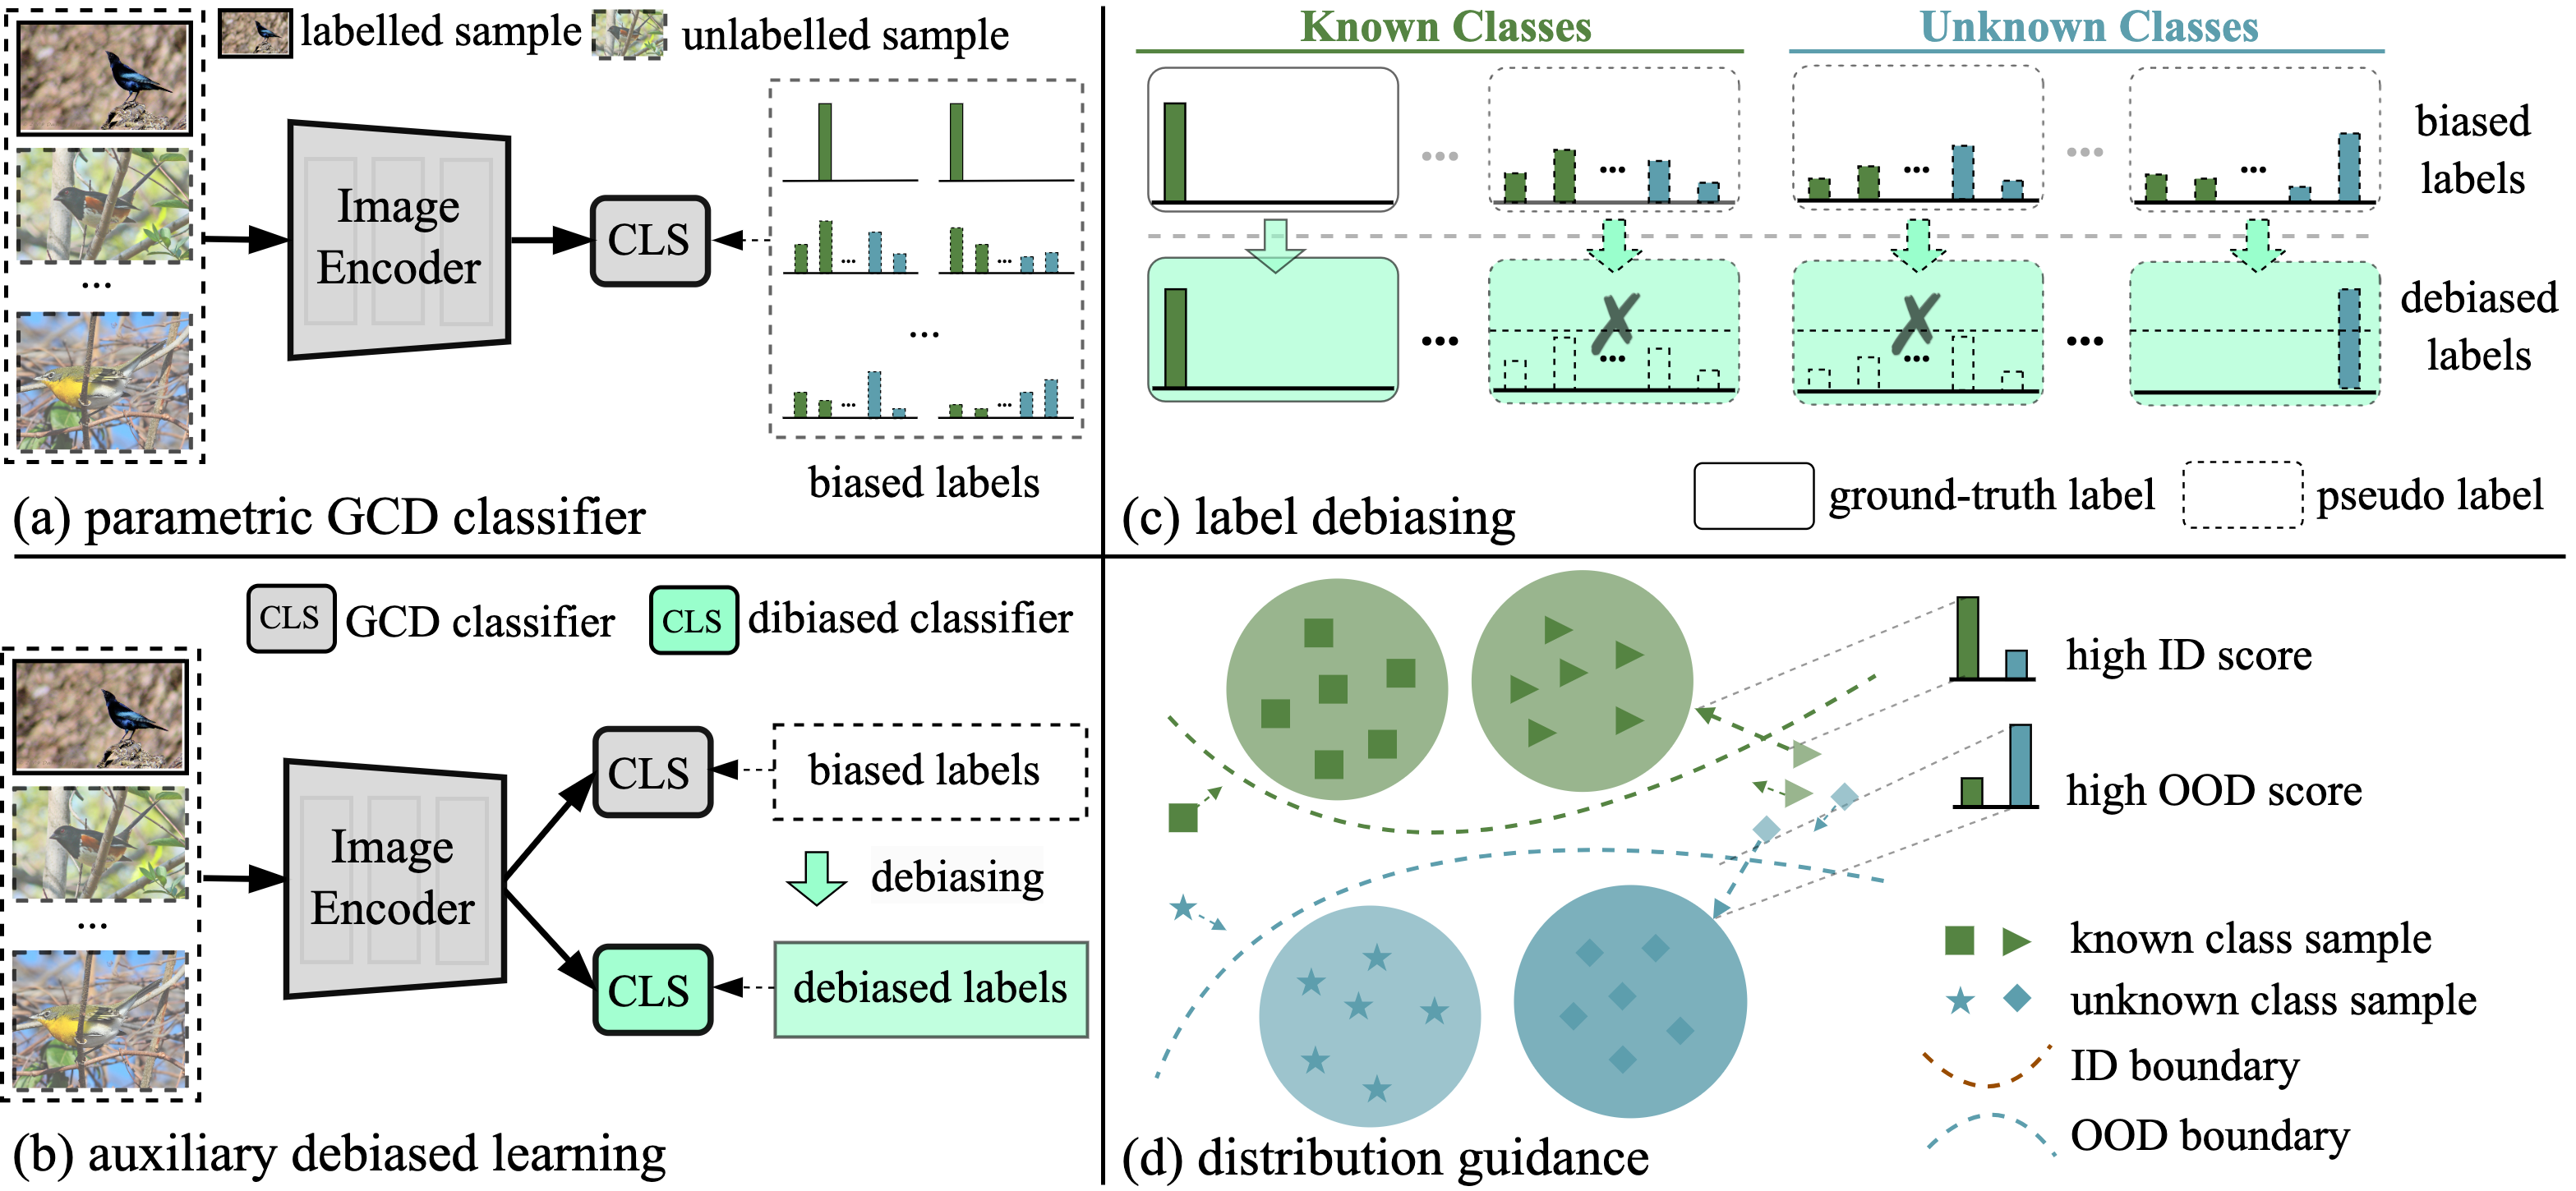 labelled sample
unlabelled sample
Image
Encoder
CLS
...
...
...
...
...
...
biased labels
(a) parametric GCD classifier
Known Classes
Unknown Classes
...
...
...
...
...
biased
labels
...
...
...
...
debiased
labels
ground-truth label
pseudo label
(c) label debiasing
CLS
GCD classifier
CLS
dibiased classifier
Image
Encoder
...
CLS
biased labels
debiasing
CLS
debiased labels
(b) auxiliary debiased learning
high ID score
high OOD score
known class sample
unknown class sample
ID boundary
OOD boundary
(d) distribution guidance